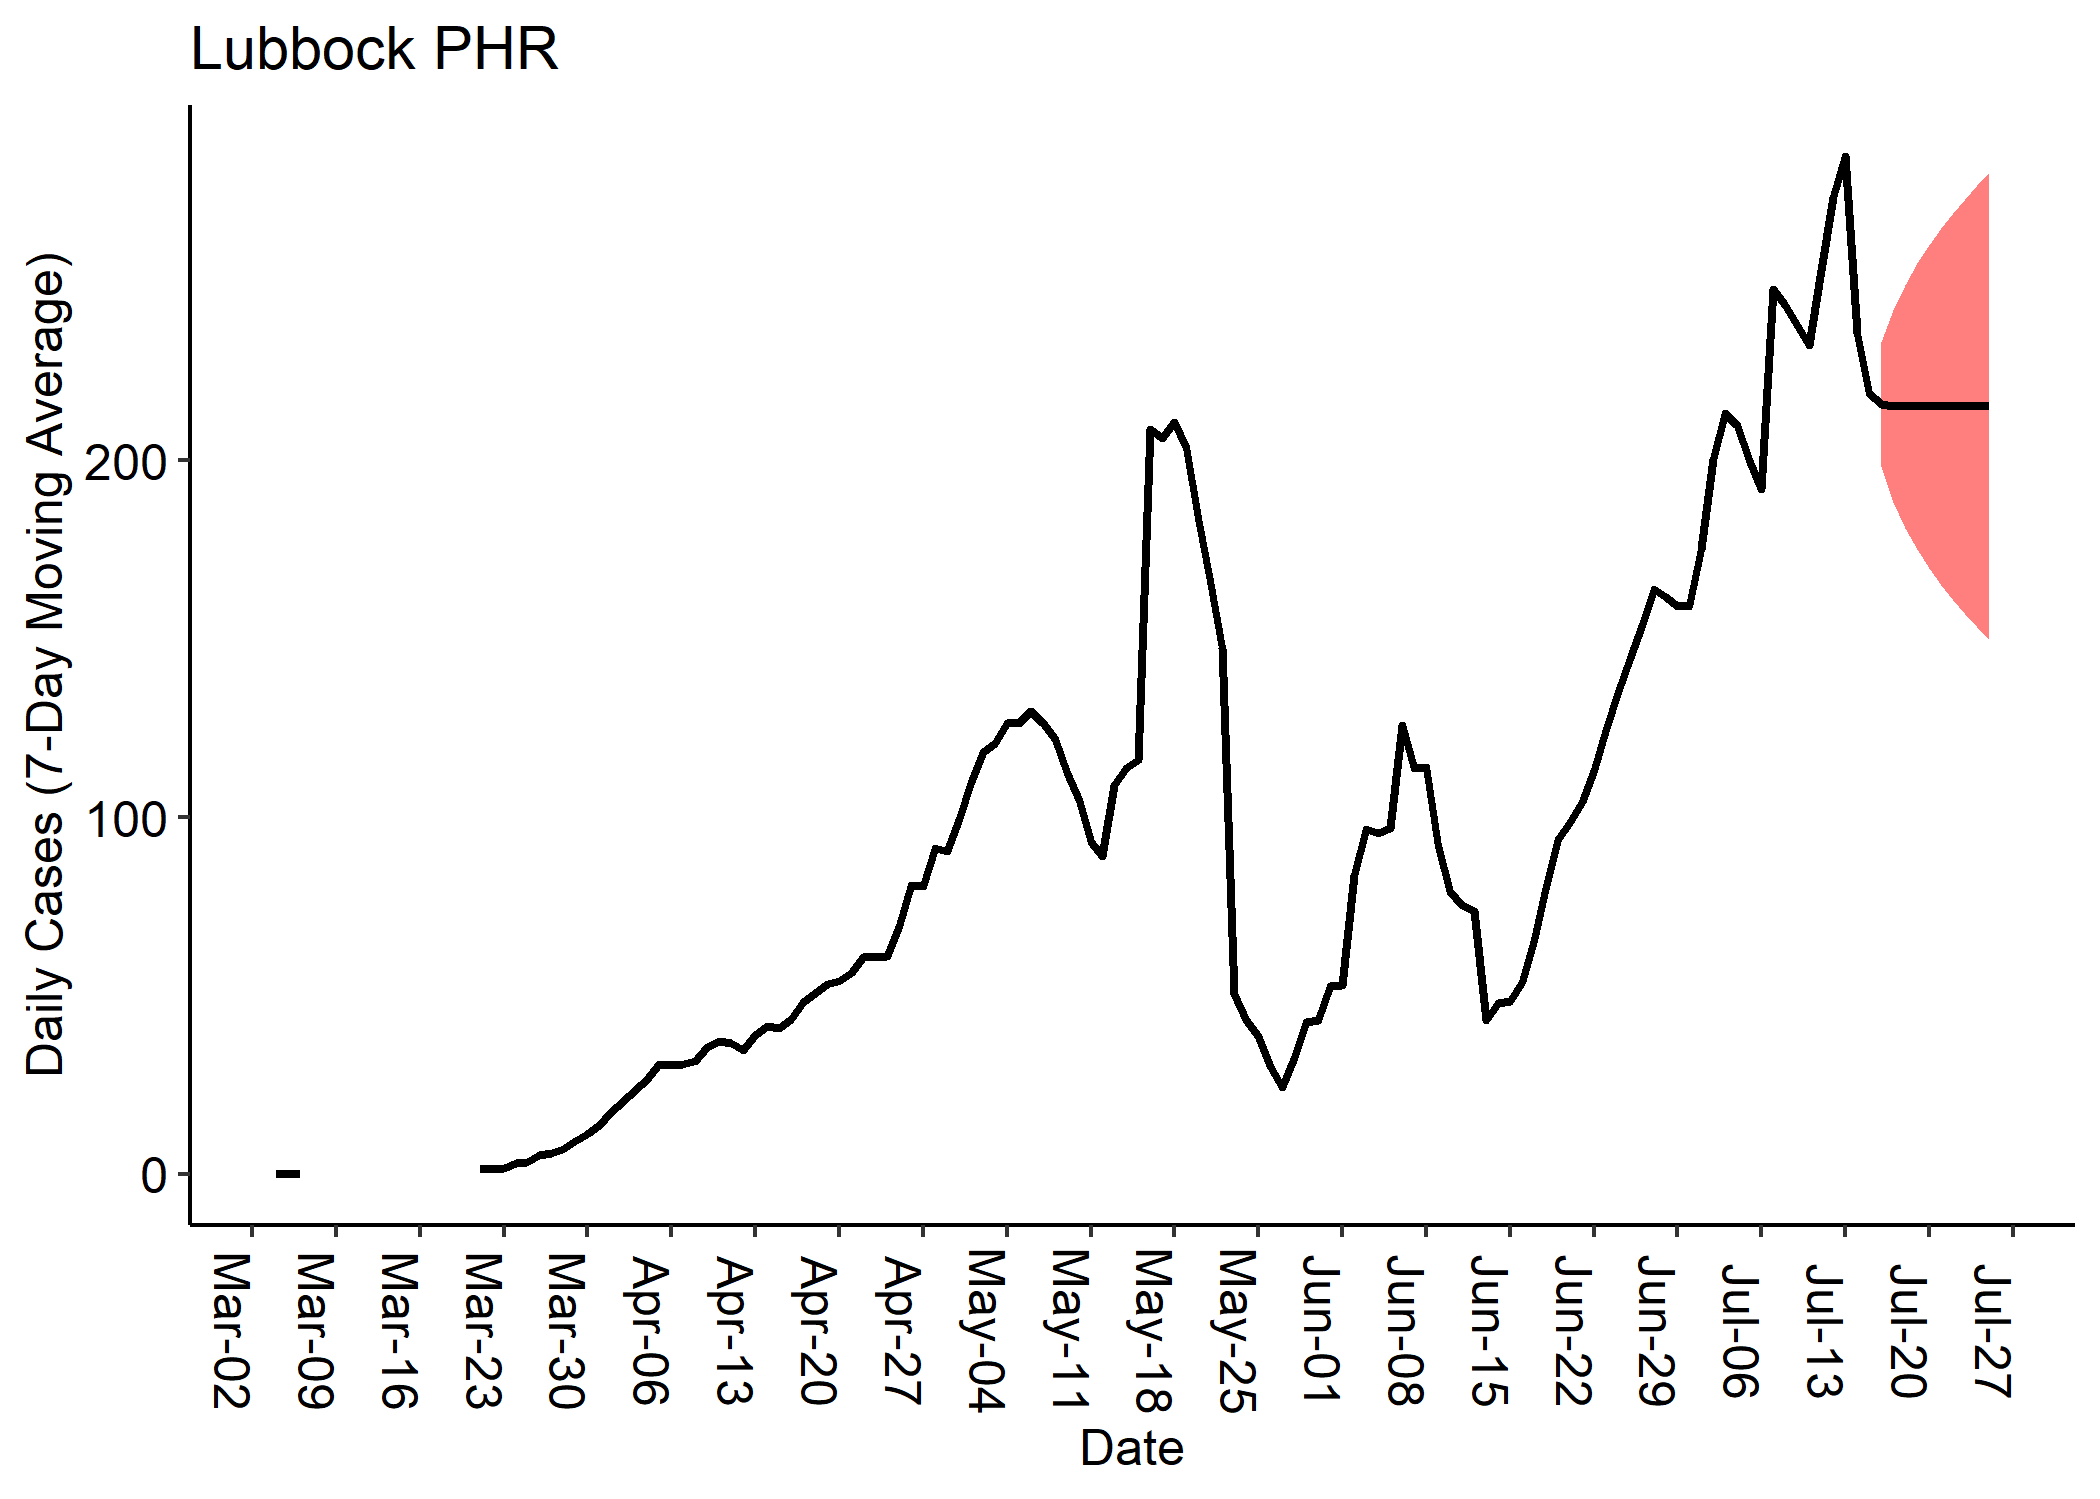 Lubbock PHR
Daily Cases (7-Day Moving Average)
200
100
0
Mar-02
Mar-09
Mar-16
Mar-23
Mar-30
Apr-06
Apr-13
Apr-20
Apr-27
May-04
May-11
May-18
May-25
Jun-01
Jun-08
Jun-15
Jun-22
Jun-29
Jul-06
Jul-13
Jul-20
Jul-27
Date